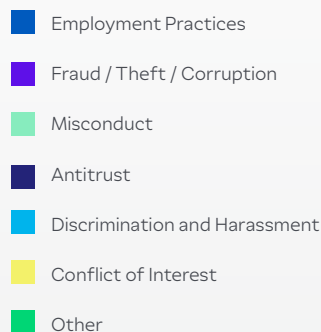 Employment Practices
Fraud / Theft / Corruption
Misconduct
Antitrust
Discrimination and Harassment
Conflict of Interest
Other